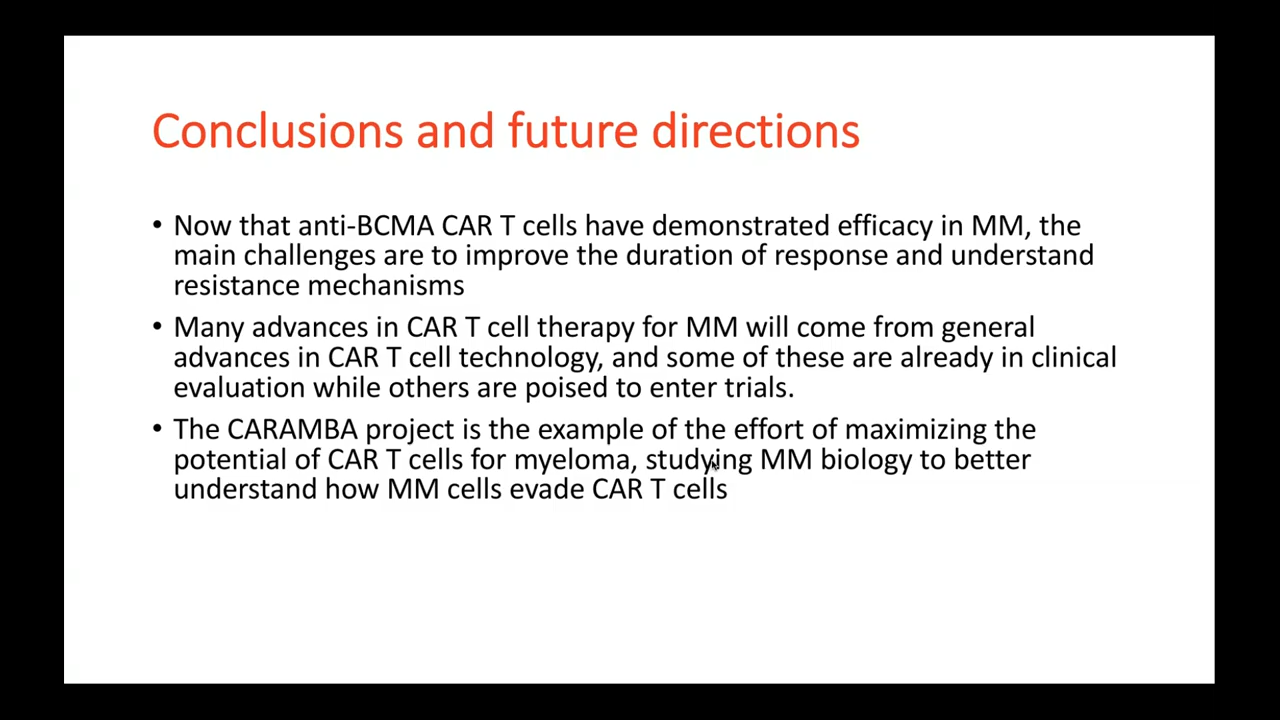 Conclusions and future directions
• Now that anti-BCMA CAR T cells have demonstrated efficacy in MM, the
main challenges are to improve the duration of response and understand
resistance mechanisms
• Many advances in CAR T cell therapy for MM will come from general
advances in CAR T cell technology, and some of these are already in clinical
evaluation while others are poised to enter trials.
• The CARAMBA project is the example of the effort of maximizing the
potential of CAR T cells for myeloma, studying MM biology to better
understand how MM cells evade CAR T cells